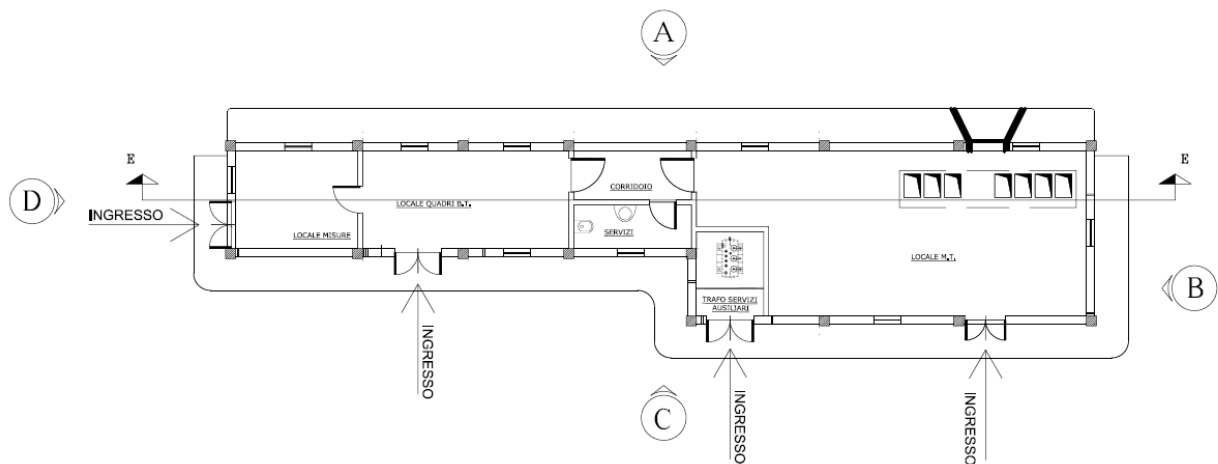 A
E
E
D
INGRESSO
CORRIDOIO
LOCALE QUADRI B.T.
SERVIZI
LOCALE MISURE
LOCALE M.T.
B
TRAFO SERVIZI
AUSILIARI
INGRESSO
C
INGRESSO
INGRESSO